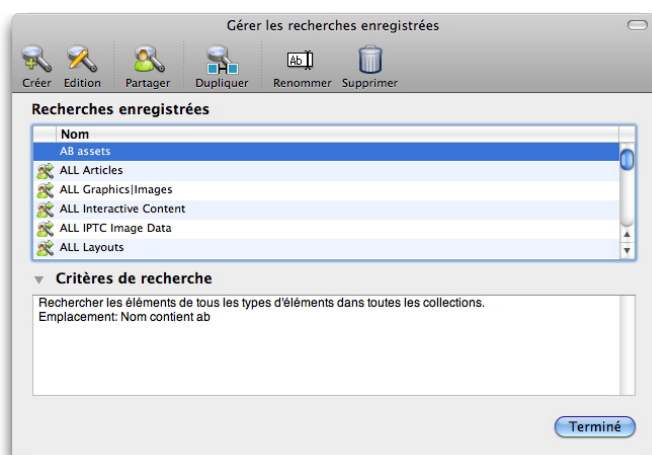 Gérer les recherches enregistrées
Créer Edition Partager Dupliquer Renommer Supprimer
Recherches enregistrées
Nom
AB assets
ALL Articles
ALL Graphics|Images
ALL Interactive Content
ALL IPTC Image Data
ALL Layouts
Critères de recherche
Rechercher les éléments de tous les types d'éléments dans toutes les collections.
Emplacement: Nom contient ab
Terminé